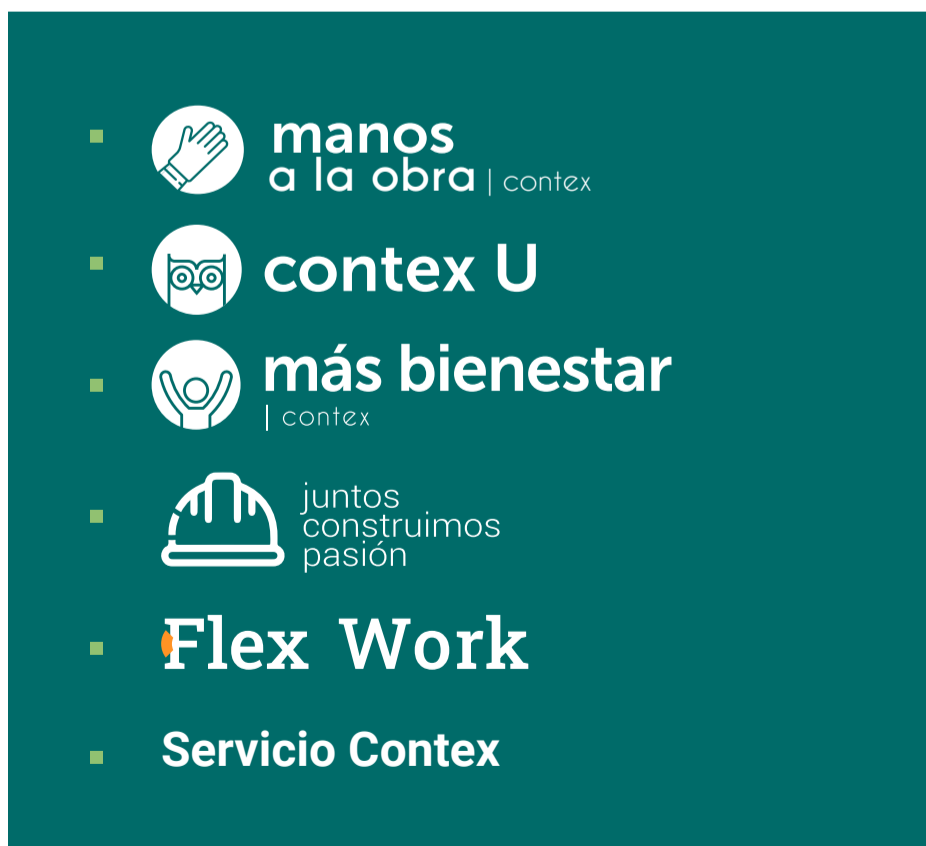 manos
a la obra | contex
contex U
más bienestar
| contex
juntos
construimos
pasión
Flex Work
Servicio Contex